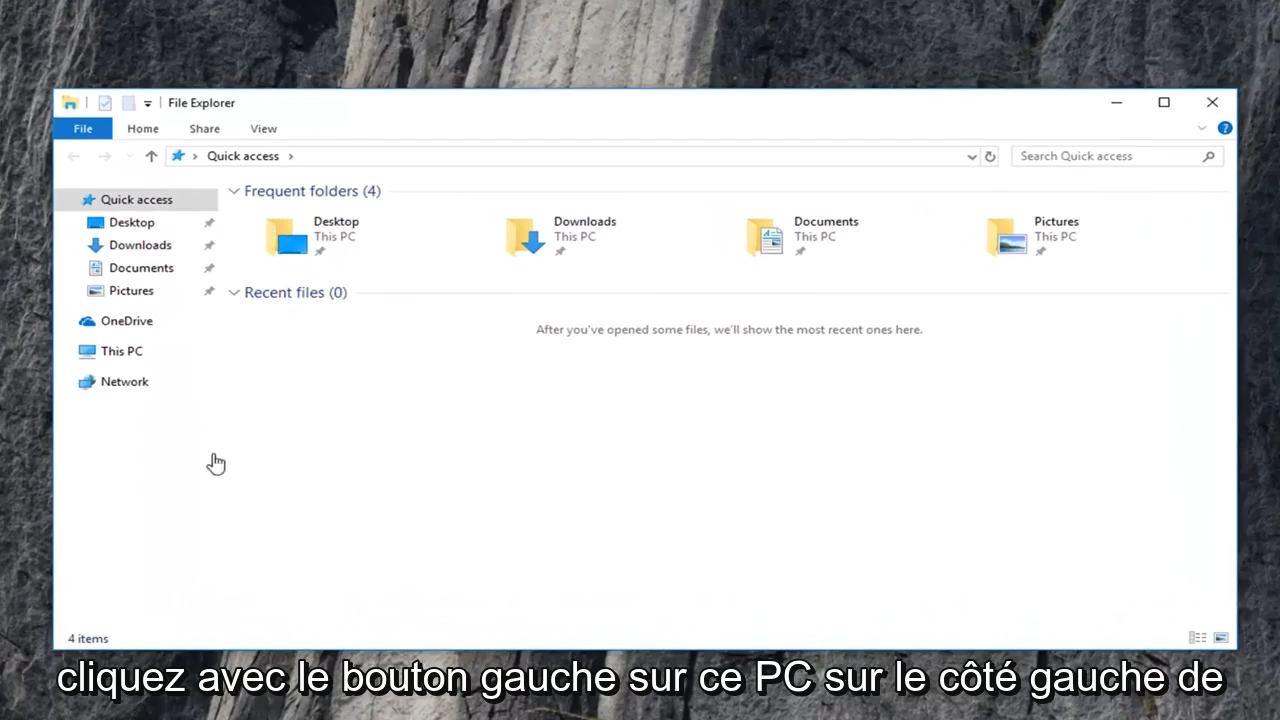 File Explorer
File Home Share View
Quick access
Search Quick access
Quick access
Desktop
Downloads
Documents
Pictures
OneDrive
This PC
Network
Frequent folders (4)
Desktop
This PC
Downloads
This PC
Documents
This PC
Pictures
This PC
Recent files (0)
After you've opened some files, we'll show the most recent ones here.
4 items
cliquez avec le bouton gauche sur ce PC sur le côté gauche de